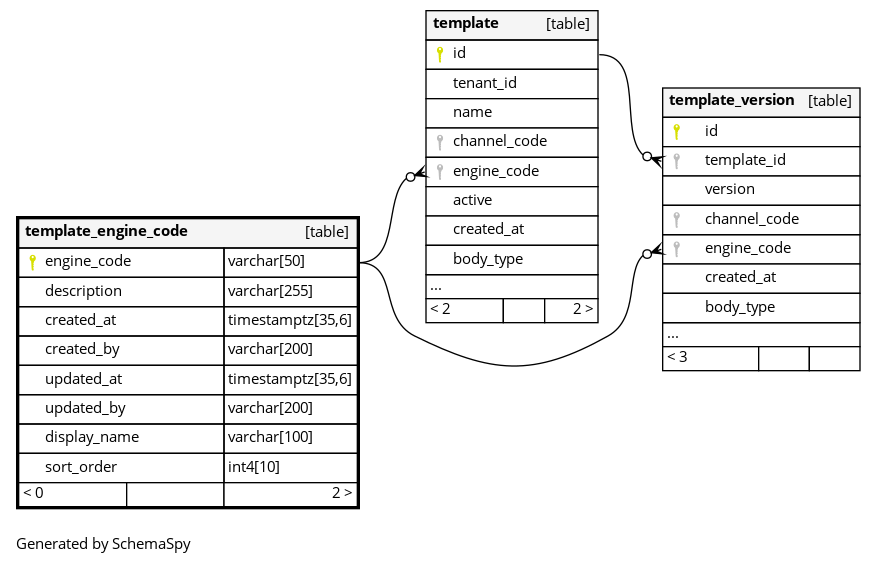 template [table]
id
tenant_id
name
channel_code
engine_code
active
created_at
body_type
...
< 2 2 >
template_version [table]
id
template_id
version
channel_code
engine_code
created_at
body_type
...
< 3
template_engine_code [table]
engine_code varchar[50]
description varchar[255]
created_at timestamptz[35,6]
created_by varchar[200]
updated_at timestamptz[35,6]
updated_by varchar[200]
display_name varchar[100]
sort_order int4[10]
< 0 2 >
Generated by SchemaSpy